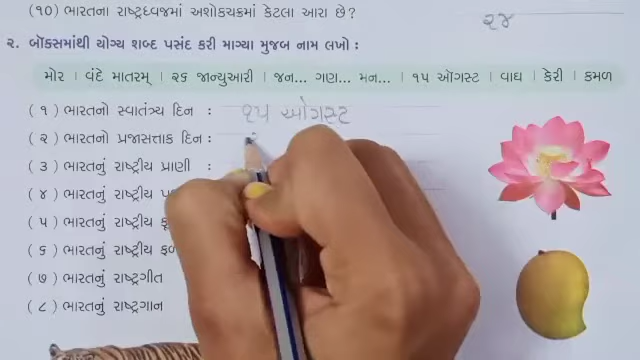 (૧૦) ભારતના રાષ્ટ્રધ્વજમાં અશોકચક્રમાં કેટલા આરા છે?
૨૪
૨. બૉક્સમાંથી યોગ્ય શબ્દ પસંદ કરી માગ્યા મુજબ નામ લખો :
મોર | વંદે માતરમ્ | ૨૬ જાન્યુઆરી | જન... ગણ... મન... | ૧૫ ઑગસ્ટ | વાઘ | કેરી | કમળ
(૧) ભારતનો સ્વાતંત્ર્ય દિન : ૧૫ ઓગસ્ટ
(૨) ભારતનો પ્રજાસત્તાક દિન :
(૩) ભારતનું રાષ્ટ્રીય પ્રાણી :
(૪) ભારતનું રાષ્ટ્રીય
(૫) ભારતનું રાષ્ટ્રીય
(૬) ભારતનું રાષ્ટ્રીય ફળ
(૭) ભારતનું રાષ્ટ્રગીત
(૮) ભારતનું રાષ્ટ્રગાન